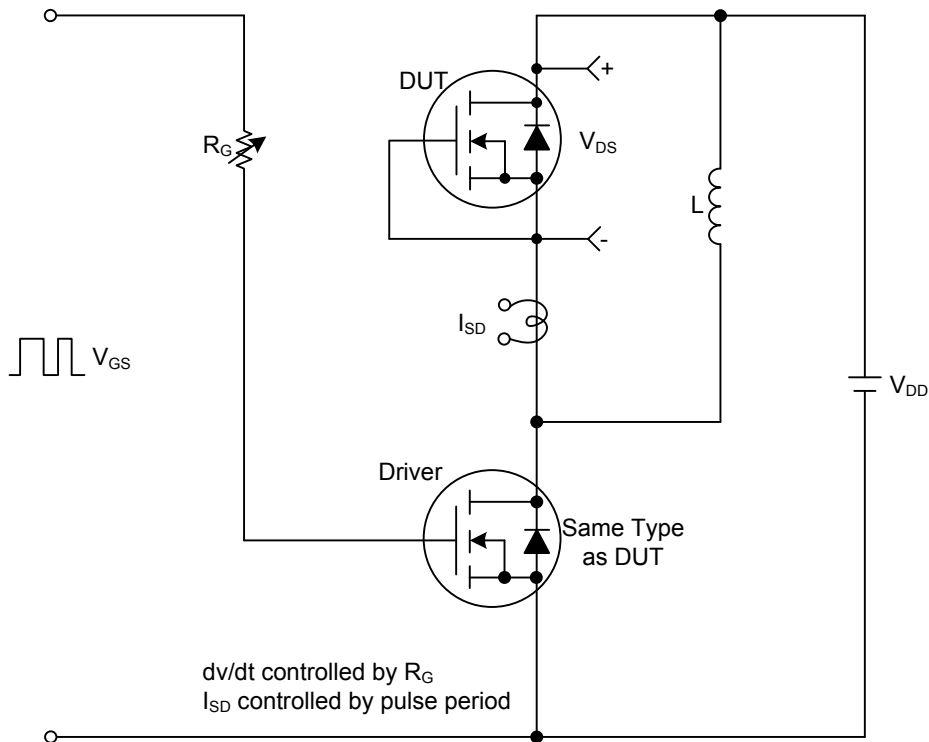 +
DUT
R_G
V_DS
L
-
I_SD
V_GS
V_DD
Driver
Same Type
as DUT
dv/dt controlled by R_G
I_SD controlled by pulse period